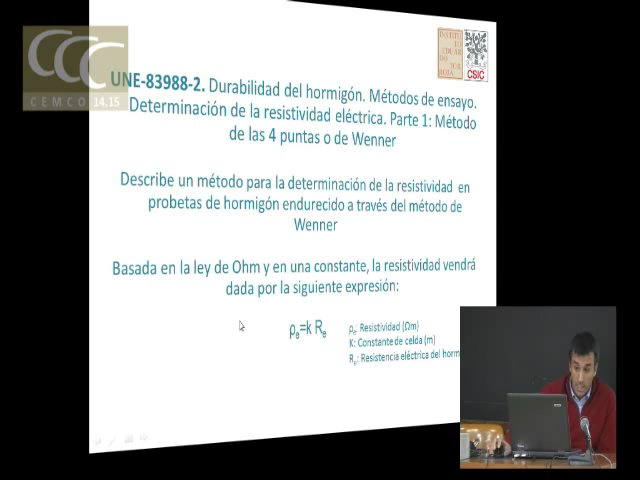 CCC
CEMCO 14.15
INSTITUTO
CSIC
UNE-83988-2. Durabilidad del hormigón. Métodos de ensayo.
Determinación de la resistividad eléctrica. Parte 1: Método
de las 4 puntas o de Wenner
Describe un método para la determinación de la resistividad en
probetas de hormigón endurecido a través del método de
Wenner
Basada en la ley de Ohm y en una constante, la resistividad vendrá
dada por la siguiente expresión:
ρe=k Re
ρe: Resistividad (Ωm)
K: Constante de celda (m)
Re: Resistencia eléctrica del horm